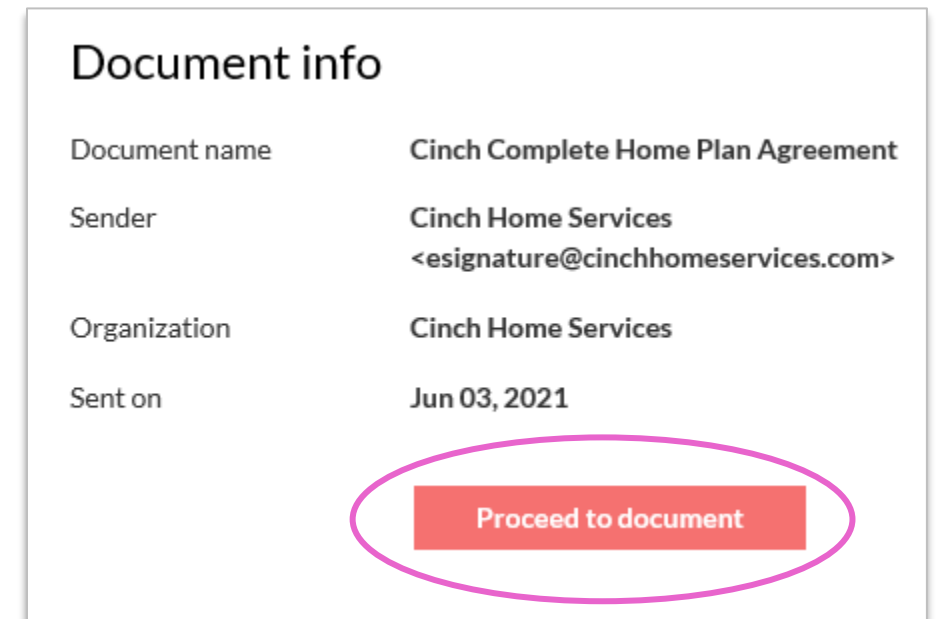 Document info
Document name Cinch Complete Home Plan Agreement
Sender Cinch Home Services
<esignature@cinchhomeservices.com>
Organization Cinch Home Services
Sent on Jun 03, 2021
Proceed to document